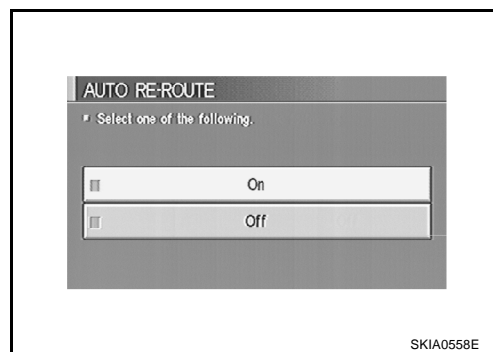 AUTO RE-ROUTE
Select one of the following.
On
Off
SKIA0558E